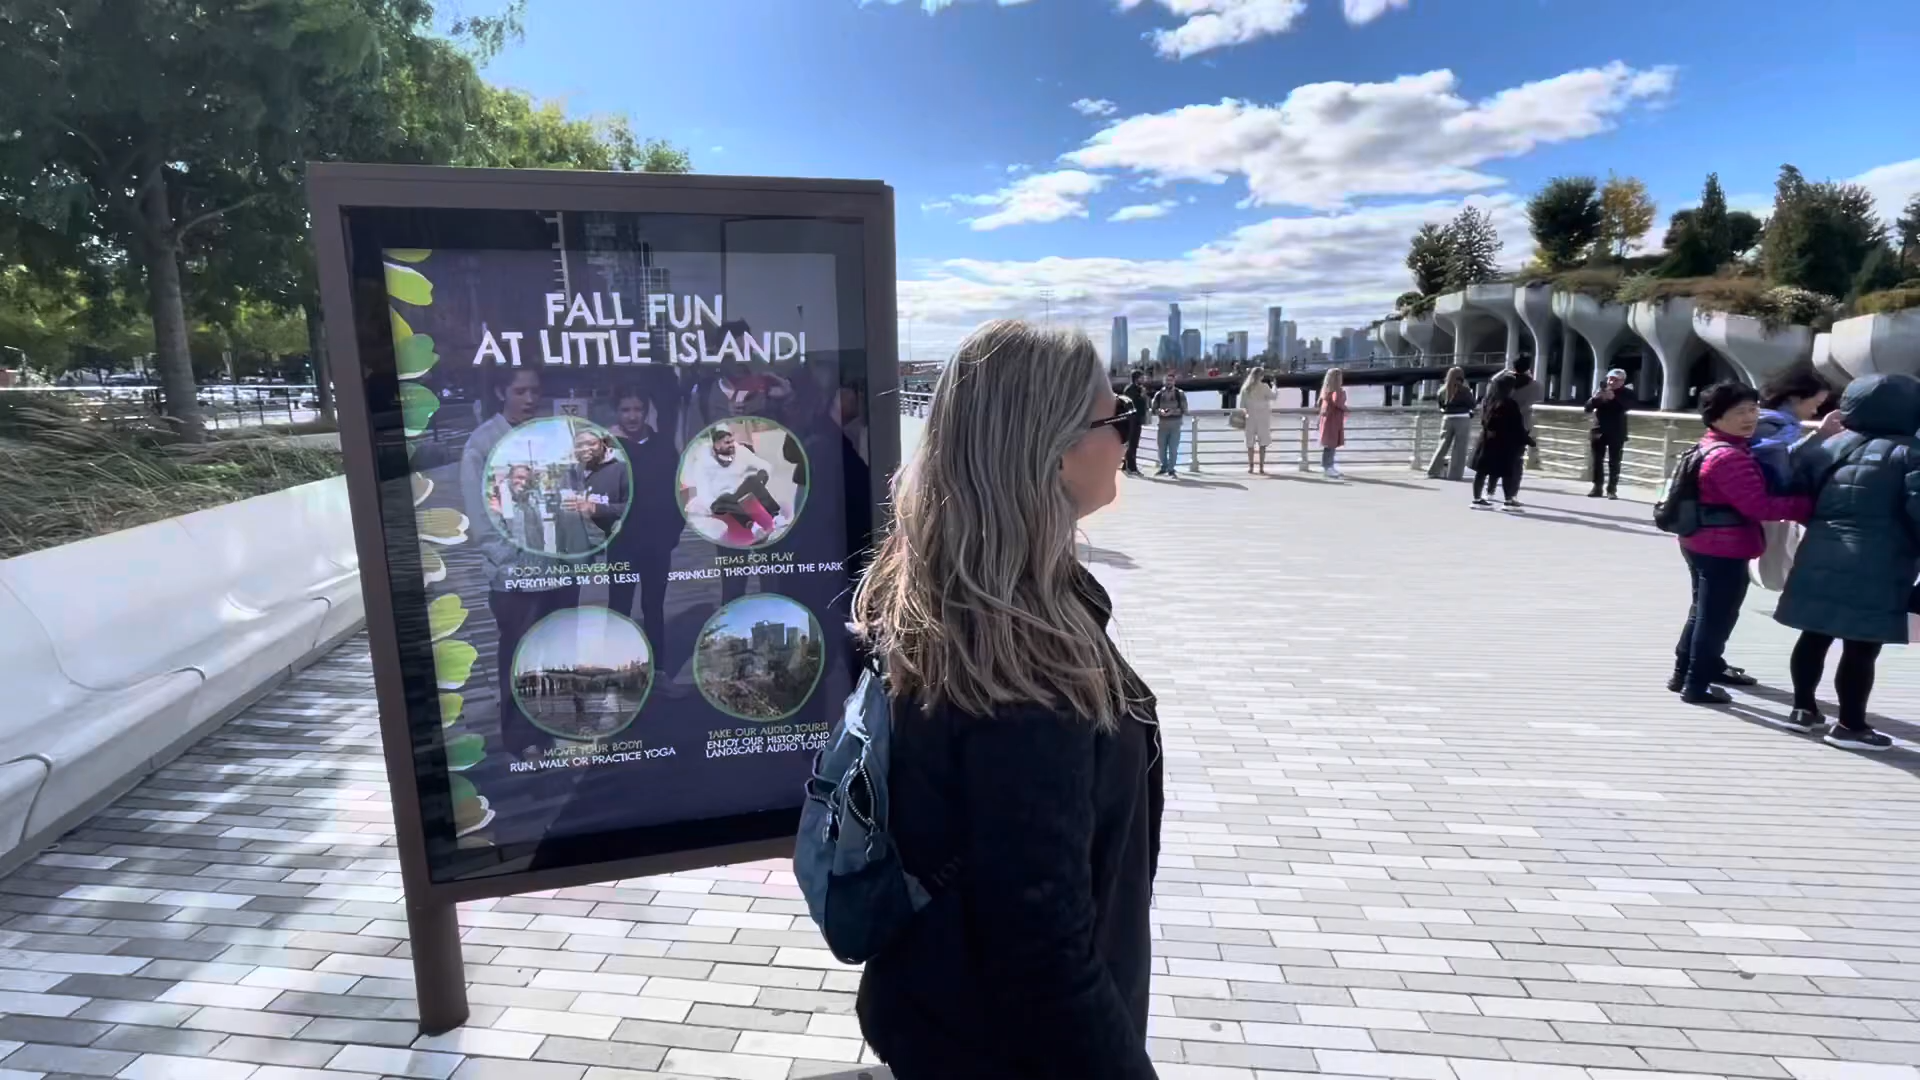 FALL FUN
AT LITTLE ISLAND!
FOOD AND BEVERAGE
EVERYTHING $16 OR LESS!
ITEMS FOR PLAY
SPRINKLED THROUGHOUT THE PARK
MOVE YOUR BODY!
RUN, WALK OR PRACTICE YOGA
TAKE OUR AUDIO TOURS!
ENJOY OUR HISTORY AND
LANDSCAPE AUDIO TOURS